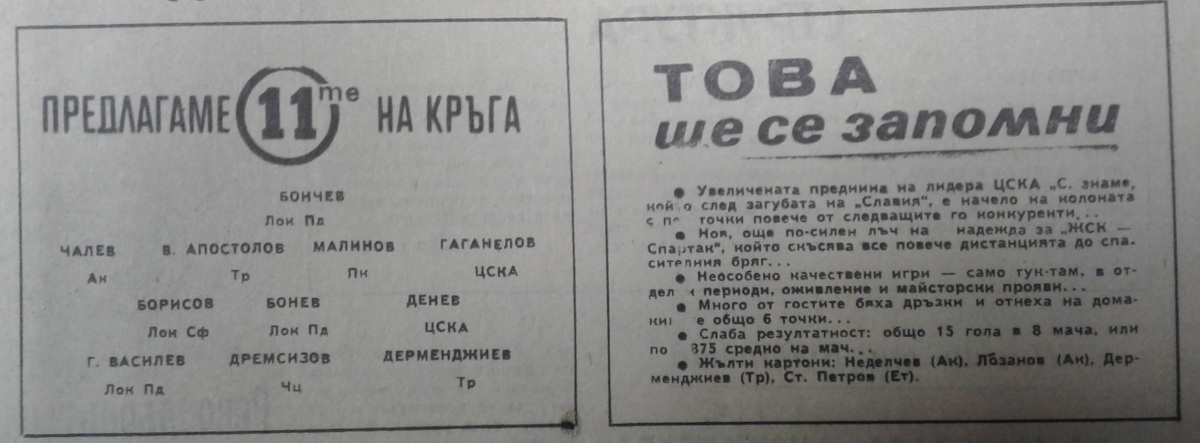 ПРЕДЛАГАМЕ 11те НА КРЪГА
БОНЧЕВ
Лок Пд
ЧАЛЕВ В. АПОСТОЛОВ МАЛИНОВ ГАГАНЕЛОВ
Ан Тр Пк ЦСКА
БОРИСОВ БОНЕВ ДЕНЕВ
Лок Сф Лок Пд ЦСКА
Г. ВАСИЛЕВ ДРЕМСИЗОВ ДЕРМЕНДЖИЕВ
Лок Пд Чц Тр
ТОВА
ще се запомни
● Увеличената преднина на лидера ЦСКА „С. знаме,
който след загубата на „Славия“, е начело на колоната
с точки повече от следващите го конкуренти...
● Нов, още по-силен лъч на надежда за „ЖСК —
Спартак“, който скъсява все повече дистанцията до спа-
сителния бряг...
● Неособено качествени игри — само тук-там, в от-
делни периоди, оживление и майсторски прояви...
● Много от гостите бяха дръзки и отнеха на дома-
кините общо 6 точки...
● Слаба резултатност: общо 15 гола в 8 мача, или
по 875 средно на мач...
● Жълти картони: Неделчев (Ак), Лозанов (Ак), Дер-
менджиев (Тр), Ст. Петров (Ет).